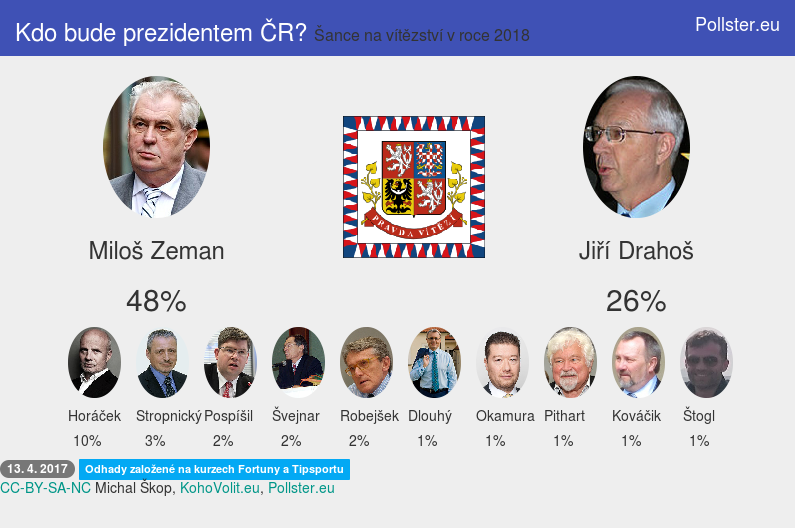 Kdo bude prezidentem ČR? Šance na vítězství v roce 2018
Pollster.eu
PRAVDA VÍTĚZÍ
Miloš Zeman
Jiří Drahoš
48%
26%
Horáček Stropnický Pospíšil Švejnar Robejšek Dlouhý Okamura Pithart Kováčik Štogl
10% 3% 2% 2% 2% 1% 1% 1% 1% 1%
13. 4. 2017 Odhady založené na kurzech Fortuny a Tipsportu
CC-BY-SA-NC Michal Škop, KohoVolit.eu, Pollster.eu